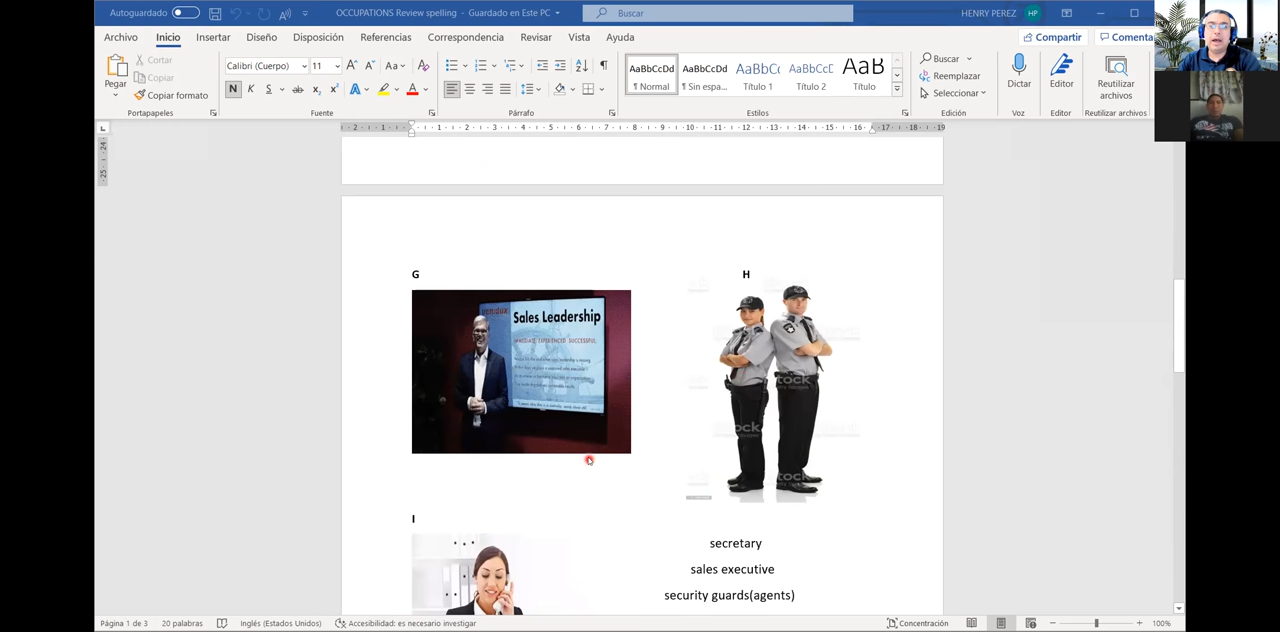 Autoguardado
OCCUPATIONS Review spelling - Guardado en Este PC
Buscar
HENRY PEREZ HP
Archivo Inicio Insertar Diseño Disposición Referencias Correspondencia Revisar Vista Ayuda
Compartir Comenta
Pegar
Cortar
Copiar
Copiar formato
Portapapeles
Calibri (Cuerpo) 11
Fuente
Párrafo
AaBbCcDd AaBbCcDd AaBbCc AaBbCcD AaB
¶ Normal ¶ Sin espa... Título 1 Título 2 Título
Estilos
Buscar
Reemplazar
Seleccionar
Edición
Dictar
Voz
Editor
Editor
Reutilizar archivos
Reutilizar archivos
G
H
Sales Leadership
I
secretary
sales executive
security guards(agents)
Página 1 de 3 20 palabras Inglés (Estados Unidos) Accesibilidad: es necesario investigar Concentración 100%